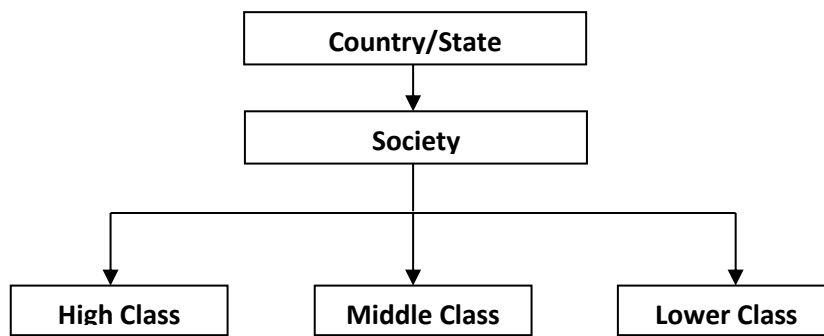 Country/State
Society
High Class
Middle Class
Lower Class